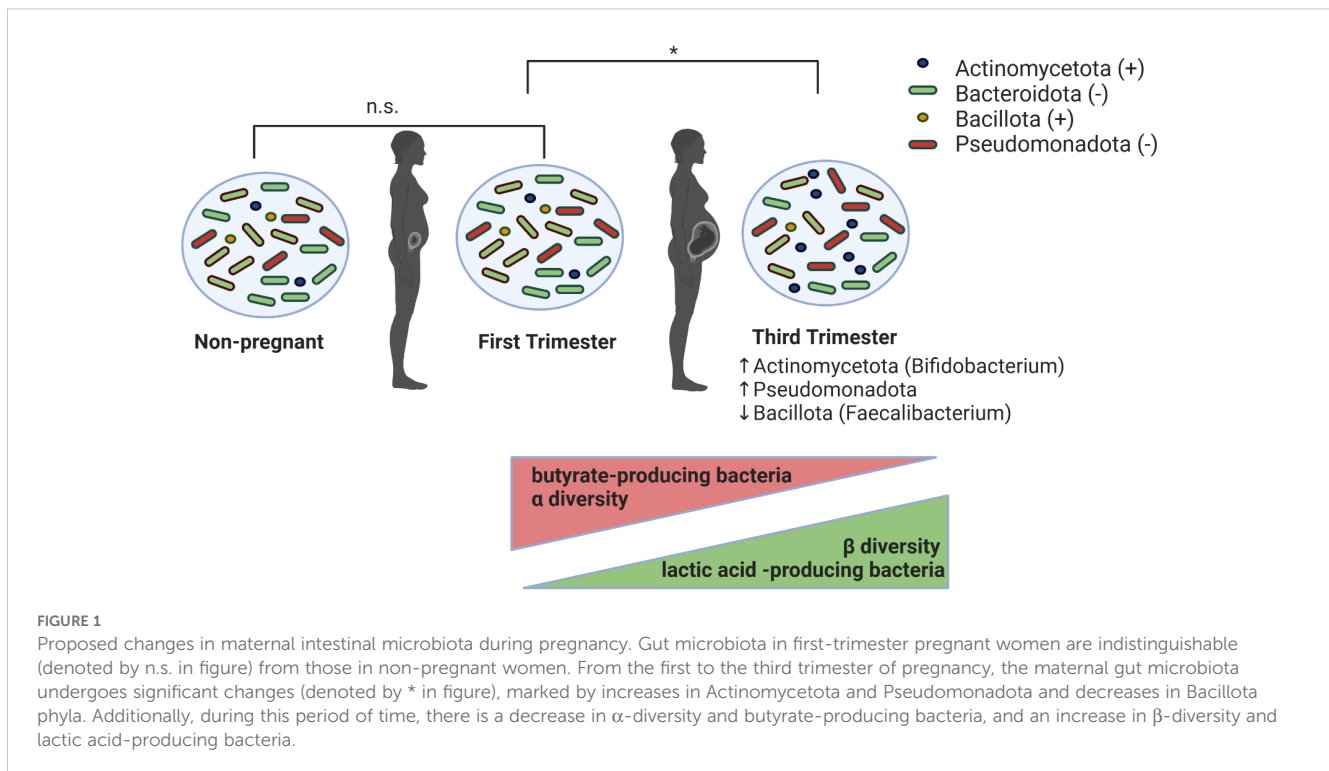 *
n.s.
Actinomycetota (+)
Bacteroidota (-)
Bacillota (+)
Pseudomonadota (-)
Non-pregnant
First Trimester
Third Trimester
↑Actinomycetota (Bifidobacterium)
↑Pseudomonadota
↓Bacillota (Faecalibacterium)
butyrate-producing bacteria
α diversity
β diversity
lactic acid -producing bacteria
FIGURE 1
Proposed changes in maternal intestinal microbiota during pregnancy. Gut microbiota in first-trimester pregnant women are indistinguishable
(denoted by n.s. in figure) from those in non-pregnant women. From the first to the third trimester of pregnancy, the maternal gut microbiota
undergoes significant changes (denoted by * in figure), marked by increases in Actinomycetota and Pseudomonadota and decreases in Bacillota
phyla. Additionally, during this period of time, there is a decrease in α-diversity and butyrate-producing bacteria, and an increase in β-diversity and
lactic acid-producing bacteria.